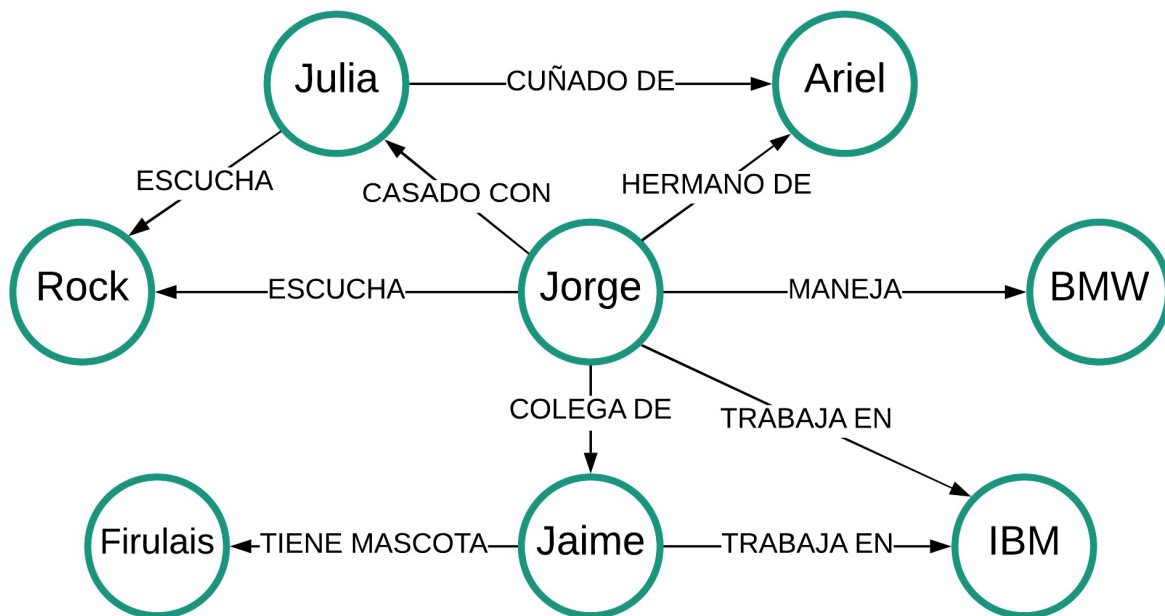 Julia
CUÑADO DE
Ariel
ESCUCHA
CASADO CON
HERMANO DE
Rock
ESCUCHA
Jorge
MANEJA
BMW
COLEGA DE
TRABAJA EN
Firulais
TIENE MASCOTA
Jaime
TRABAJA EN
IBM